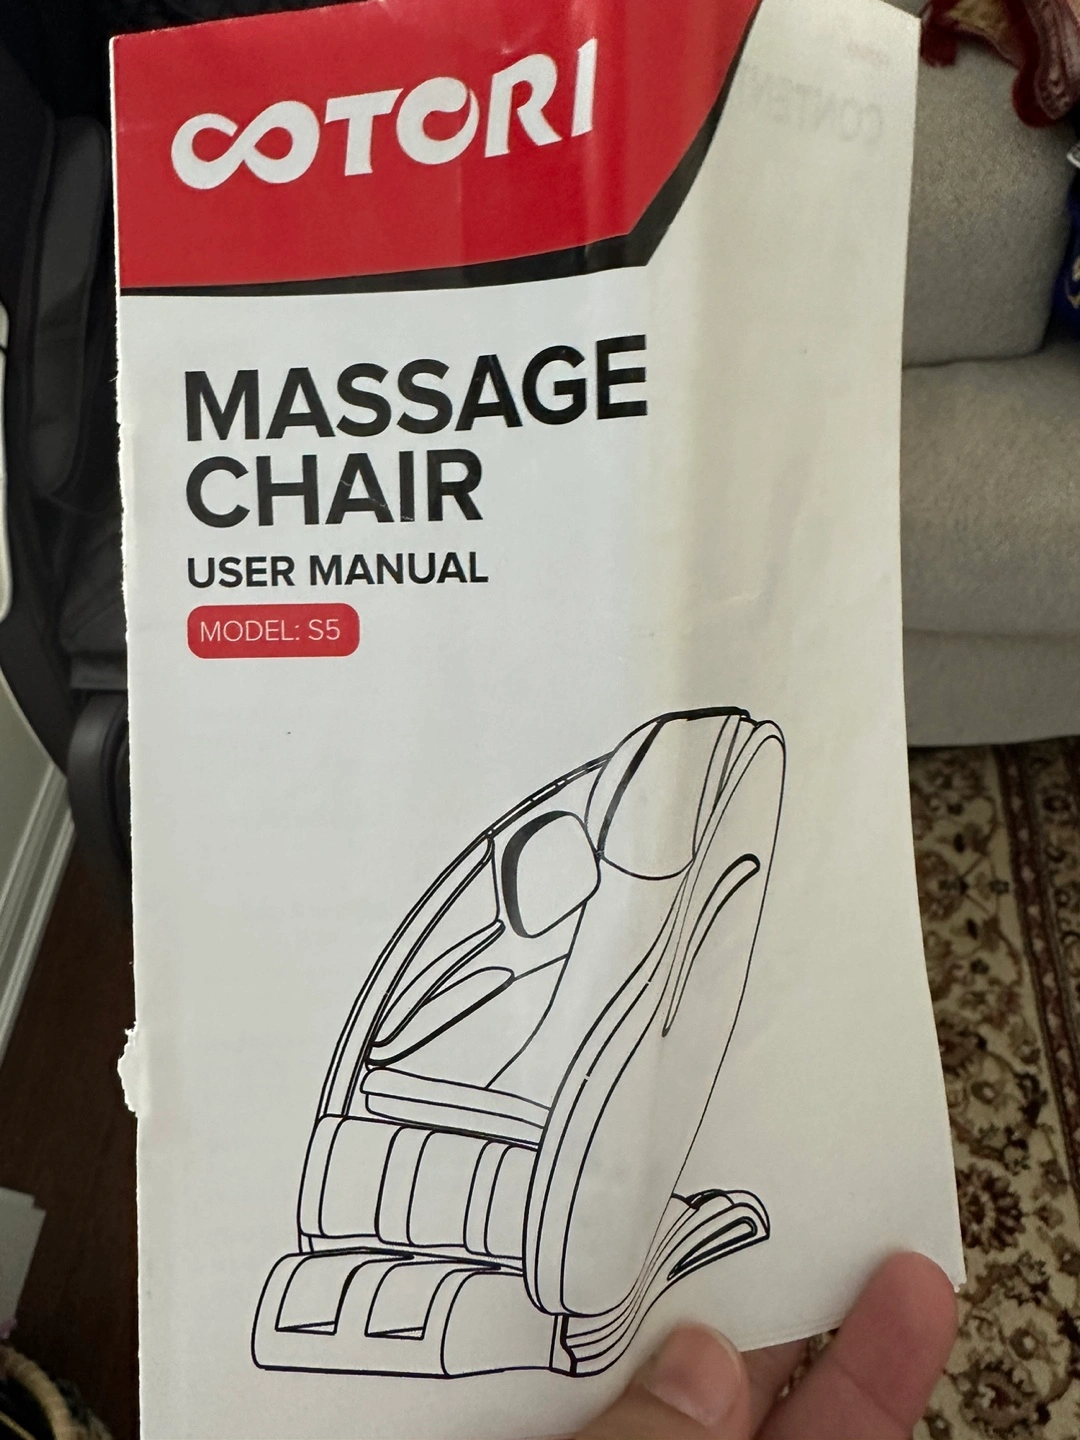 COTORI
MASSAGE
CHAIR
USER MANUAL
MODEL: S5